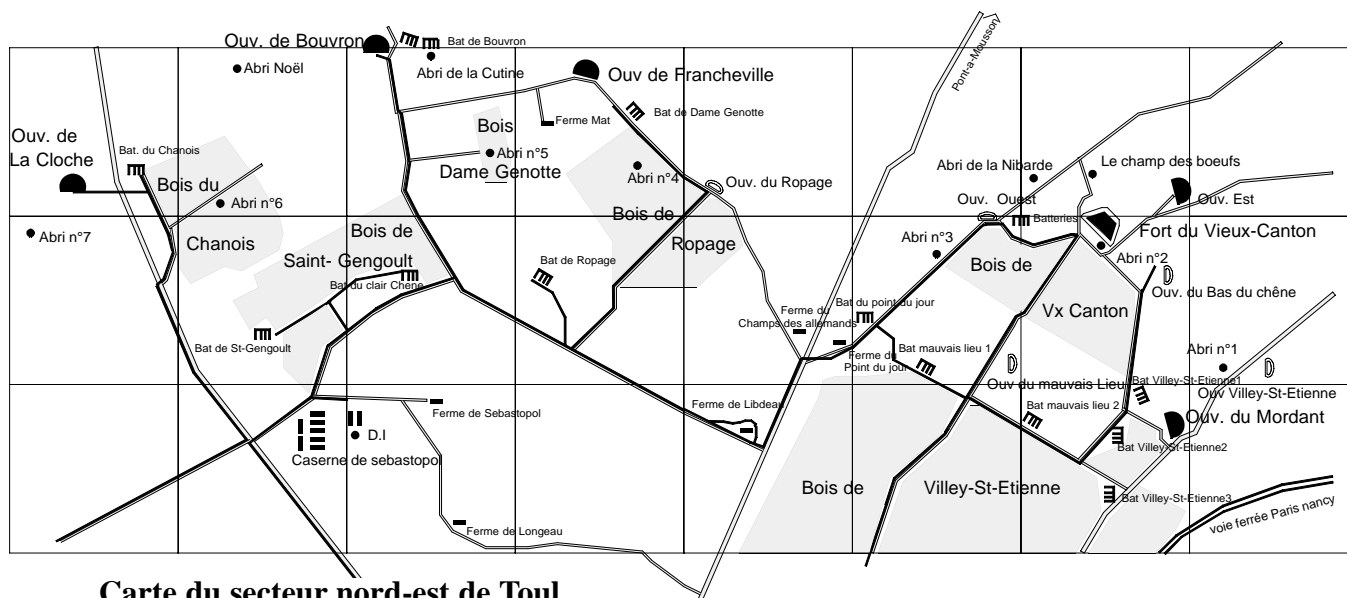 Pont-a-Mousson
Ouv. de Bouvron
Bat de Bouvron
Abri Noël
Abri de la Cutine
Ouv de Francheville
Bat de Dame Genotte
Ferme Mat
Bois
Dame Genotte
Abri n°5
Abri n°4
Ouv. du Ropage
Ouv. de
La Cloche
Bat. du Chanois
Bois du
Chanois
Abri n°6
Abri n°7
Bois de
Saint- Gengoult
Bat du clair Chene
Bat de St-Gengoult
Bois de
Ropage
Bat de Ropage
Abri de la Nibarde
Le champ des boeufs
Ouv. Ouest
Batteries
Ouv. Est
Fort du Vieux-Canton
Abri n°2
Abri n°3
Bois de
Vx Canton
Ouv. du Bas du chêne
Ferme du
Champs des allemands
Bat du point du jour
Ferme du
Point du jour
Bat mauvais lieu 1
Ouv du mauvais Lieu
Bat mauvais lieu 2
Abri n°1
Bat Villey-St-Etienne1
Ouv Villey-St-Etienne
Ouv. du Mordant
Bat Villey-St-Etienne2
Bat Villey-St-Etienne3
Ferme de Sebastopol
D.I
Caserne de sebastopol
Ferme de Libdeau
Bois de
Villey-St-Etienne
Ferme de Longeau
voie ferrée Paris nancy
Carte du secteur nord-est de Toul